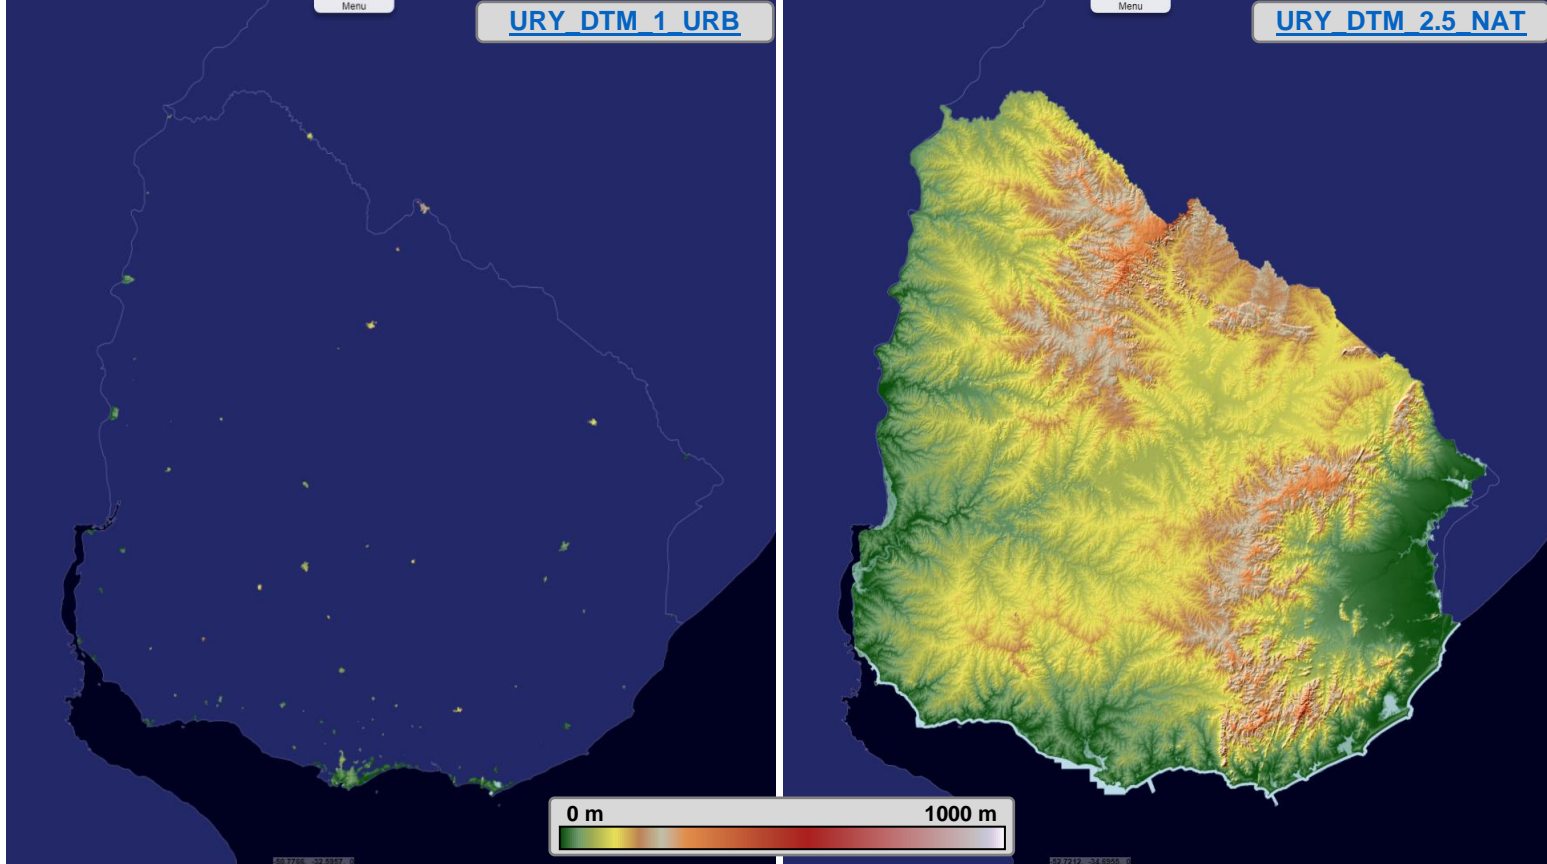 Menu
URY_DTM_1_URB
Menu
URY_DTM_2.5_NAT
0 m
1000 m